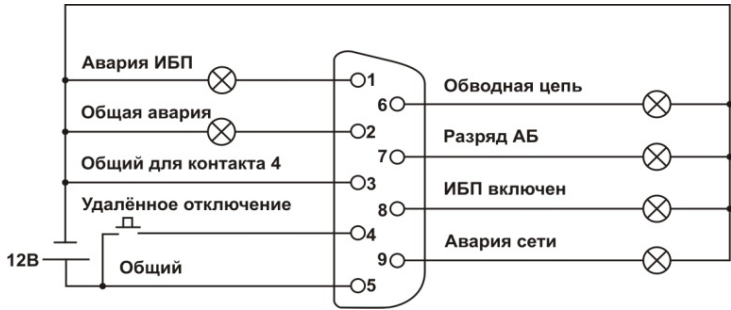 Авария ИБП
1
Обводная цепь
6
Общая авария
2
Разряд АБ
7
Общий для контакта 4
3
ИБП включен
8
Удалённое отключение
4
Авария сети
9
12В
Общий
5